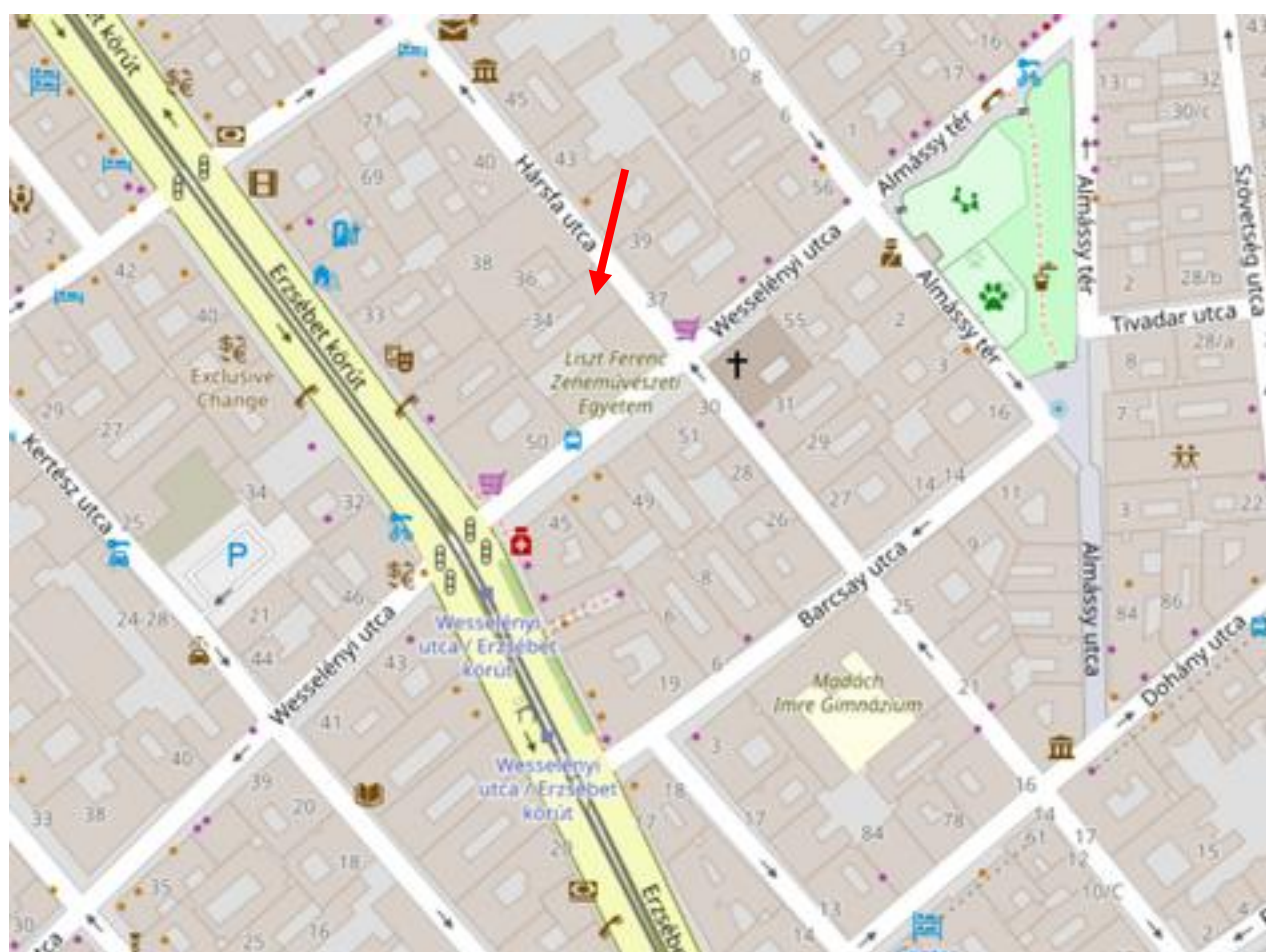 Erzsébet körút
10
8
6
3
16
17
1
13
32
30/c
43
45
71
40
43
Hársfa utca
69
56
Almássy tér
Almássy tér
Szövetség utca
2
42
38
36
39
40
Erzsébet körút
33
34
37
Wesselényi utca
55
2
Almássy tér
2
28/b
Tivadar utca
28/a
8
Exclusive
Change
Liszt Ferenc
Zeneművészeti
Egyetem
3
29
27
30
31
16
7
50
51
29
28
Kertész utca
34
32
25
49
45
27
14
14
11
3
22
26
9
Barcsay utca
8
46
21
24-28
44
Wesselényi utca
43
6
Wesselényi
utca / Erzsébet
körút
6
25
Almássy utca
84
86
Dohány utca
6
19
Madách
Imre Gimnázium
21
41
40
39
3
Wesselényi
utca / Erzsébet
körút
16
33
38
20
18
17
84
78
14
61
17
12
15
18
10/C
35
Erzsébet
30
25
16
13
14
2
4